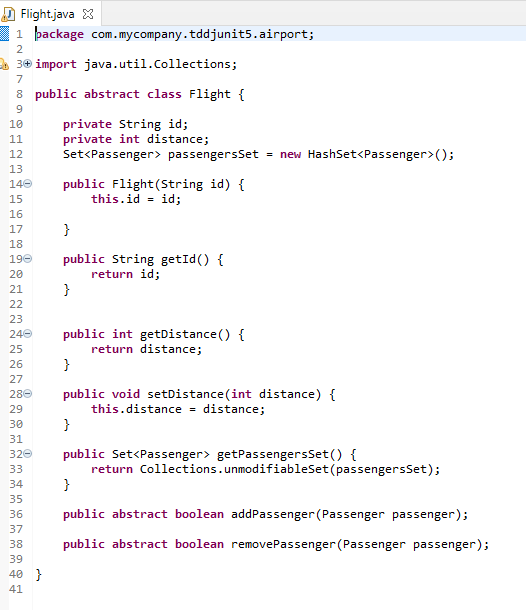 Flight.java
1 package com.mycompany.tddjunit5.airport;
2
3 import java.util.Collections;
7
8 public abstract class Flight {
9
10 private String id;
11 private int distance;
12 Set<Passenger> passengersSet = new HashSet<Passenger>();
13
14 public Flight(String id) {
15 this.id = id;
16
17 }
18
19 public String getId() {
20 return id;
21 }
22
23
24 public int getDistance() {
25 return distance;
26 }
27
28 public void setDistance(int distance) {
29 this.distance = distance;
30 }
31
32 public Set<Passenger> getPassengersSet() {
33 return Collections.unmodifiableSet(passengersSet);
34 }
35
36 public abstract boolean addPassenger(Passenger passenger);
37
38 public abstract boolean removePassenger(Passenger passenger);
39
40 }
41